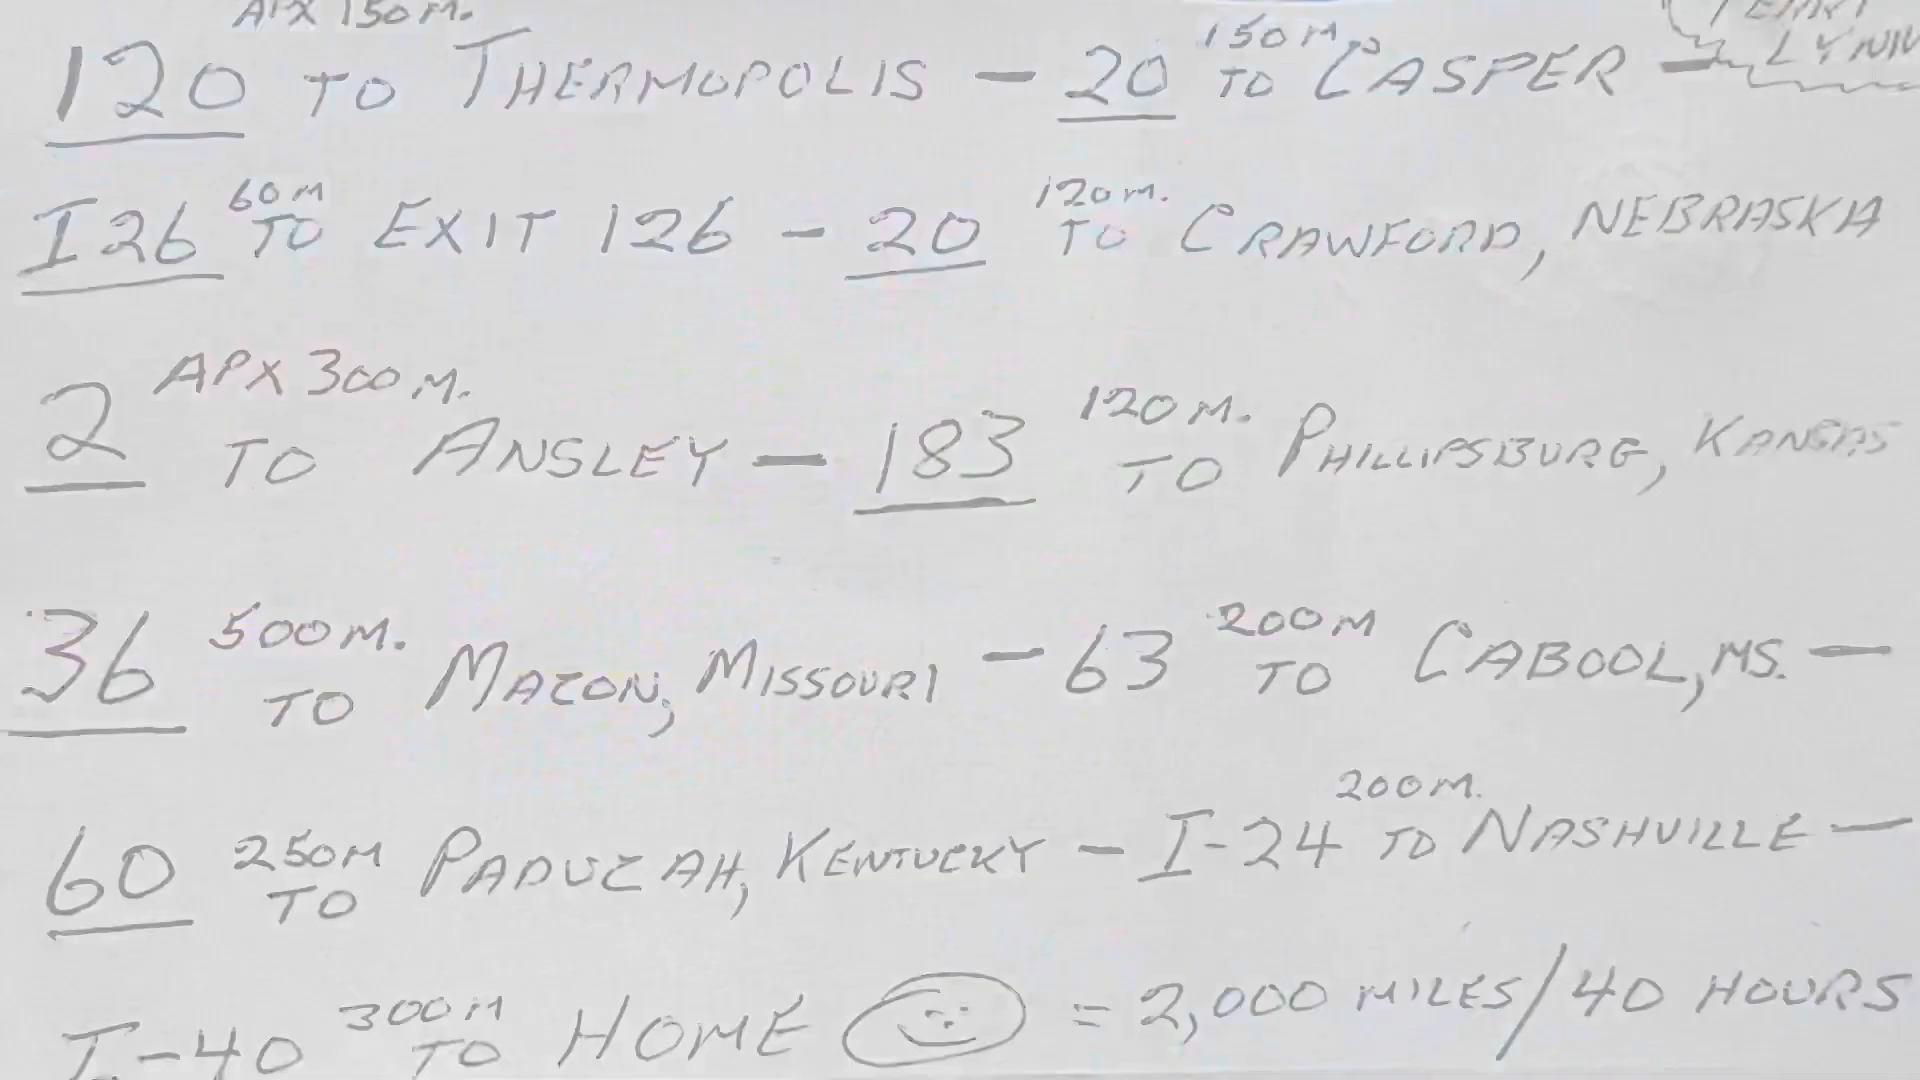 APX 150 M.
120 TO THERMOPOLIS — 20 150 M. TO CASPER —
LYNN
I 26 60 M TO EXIT 126 - 20 120 M. TO CRAWFORD, NEBRASKA
2 APX 300 M. TO ANSLEY — 183 120 M. TO PHILLIPSBURG, KANSAS
36 500 M. TO MACON, MISSOURI — 63 200 M TO CABOOL, MS. —
60 250 M TO PADUCAH, KENTUCKY — I-24 200 M. TO NASHVILLE —
I-40 300 M TO HOME = 2,000 MILES/40 HOURS